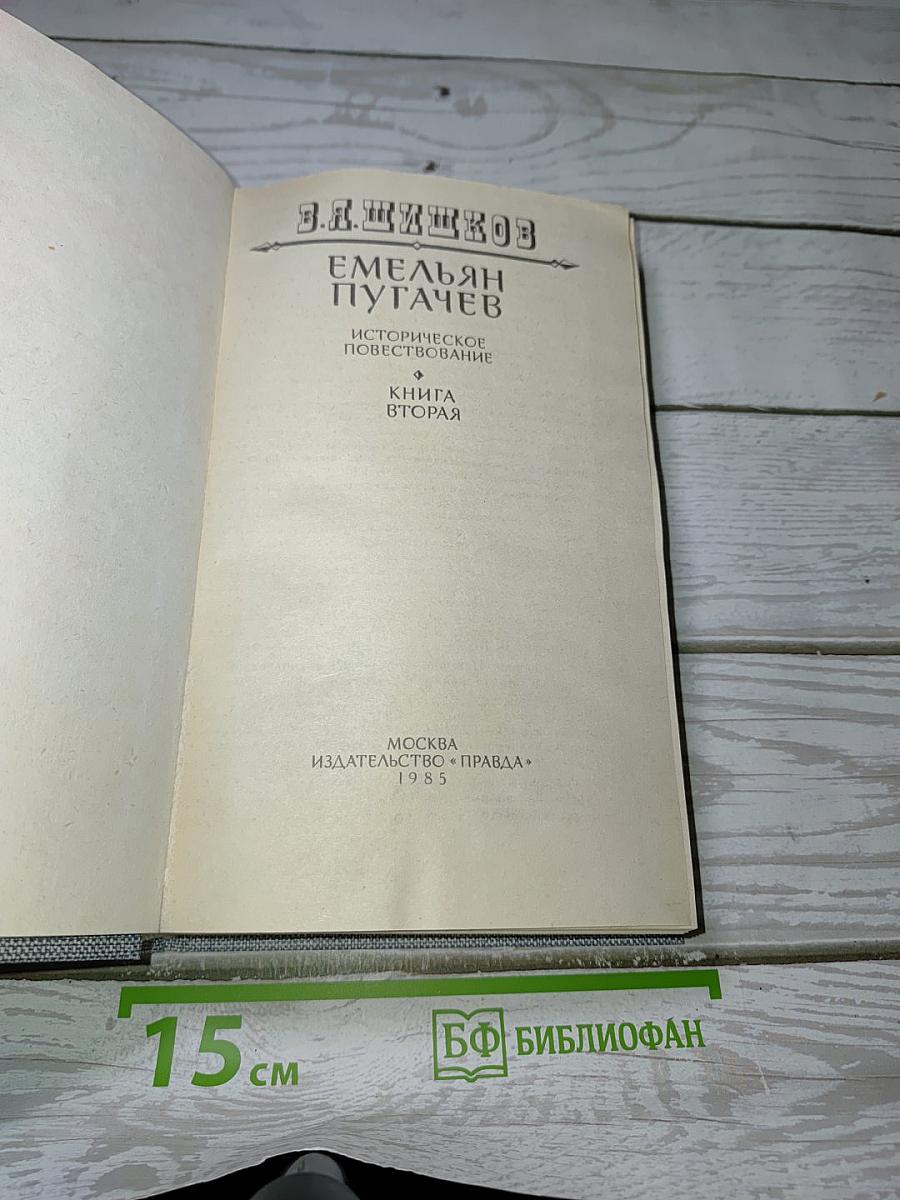 В.Я.ШИШКОВ
ЕМЕЛЬЯН
ПУГАЧЕВ
ИСТОРИЧЕСКОЕ
ПОВЕСТВОВАНИЕ
КНИГА
ВТОРАЯ
МОСКВА
ИЗДАТЕЛЬСТВО «ПРАВДА»
1985
15 см
БФ БИБЛИОФАН